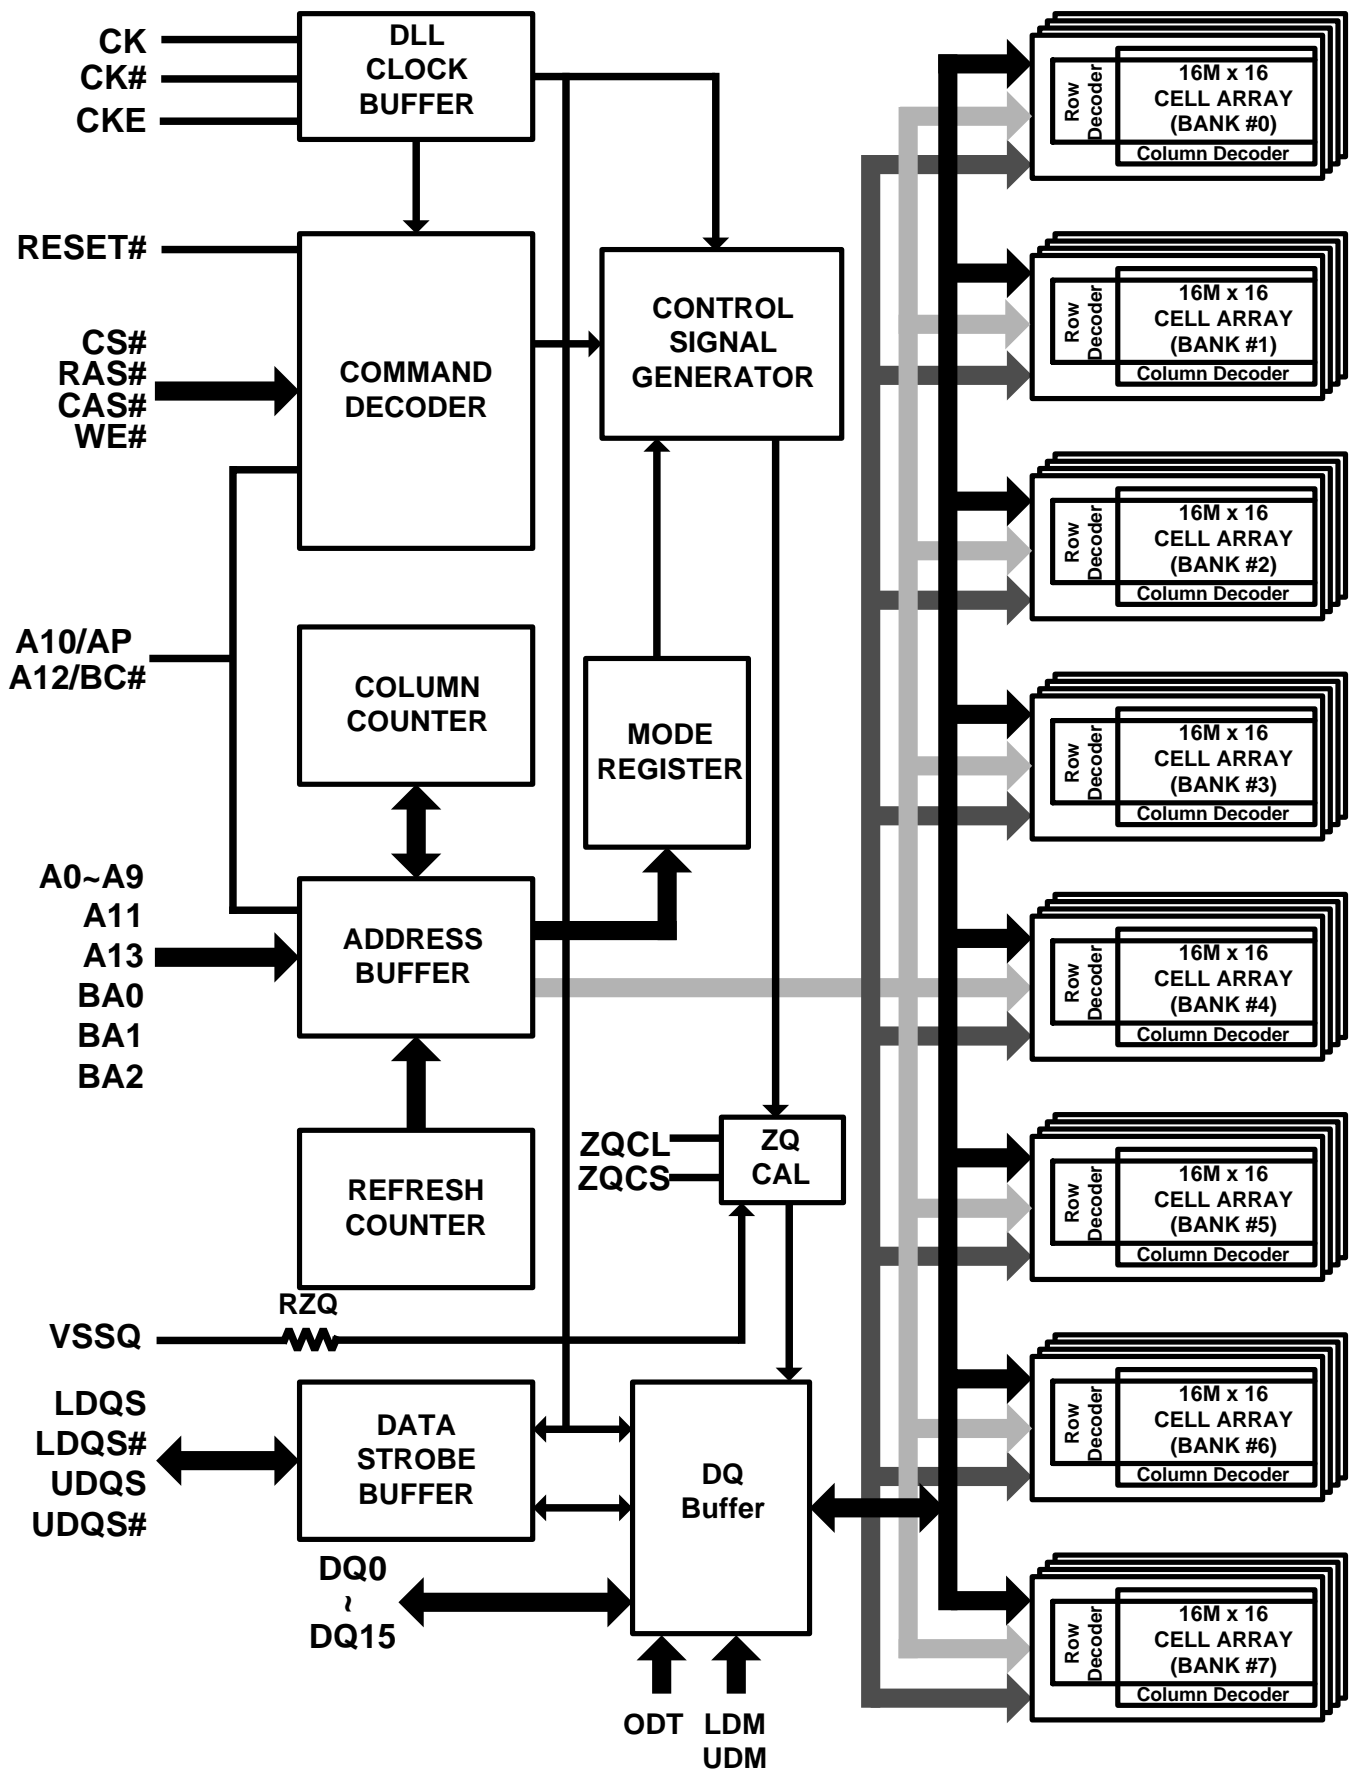 CK
CK#
CKE
DLL
CLOCK
BUFFER
RESET#
CS#
RAS#
CAS#
WE#
COMMAND
DECODER
CONTROL
SIGNAL
GENERATOR
A10/AP
A12/BC#
COLUMN
COUNTER
MODE
REGISTER
A0~A9
A11
A13
BA0
BA1
BA2
ADDRESS
BUFFER
REFRESH
COUNTER
ZQCL
ZQCS
ZQ
CAL
RZQ
VSSQ
LDQS
LDQS#
UDQS
UDQS#
DATA
STROBE
BUFFER
DQ
Buffer
DQ0
~
DQ15
ODT
LDM
UDM
Row
Decoder
16M x 16
CELL ARRAY
(BANK #0)
Column Decoder
Row
Decoder
16M x 16
CELL ARRAY
(BANK #1)
Column Decoder
Row
Decoder
16M x 16
CELL ARRAY
(BANK #2)
Column Decoder
Row
Decoder
16M x 16
CELL ARRAY
(BANK #3)
Column Decoder
Row
Decoder
16M x 16
CELL ARRAY
(BANK #4)
Column Decoder
Row
Decoder
16M x 16
CELL ARRAY
(BANK #5)
Column Decoder
Row
Decoder
16M x 16
CELL ARRAY
(BANK #6)
Column Decoder
Row
Decoder
16M x 16
CELL ARRAY
(BANK #7)
Column Decoder